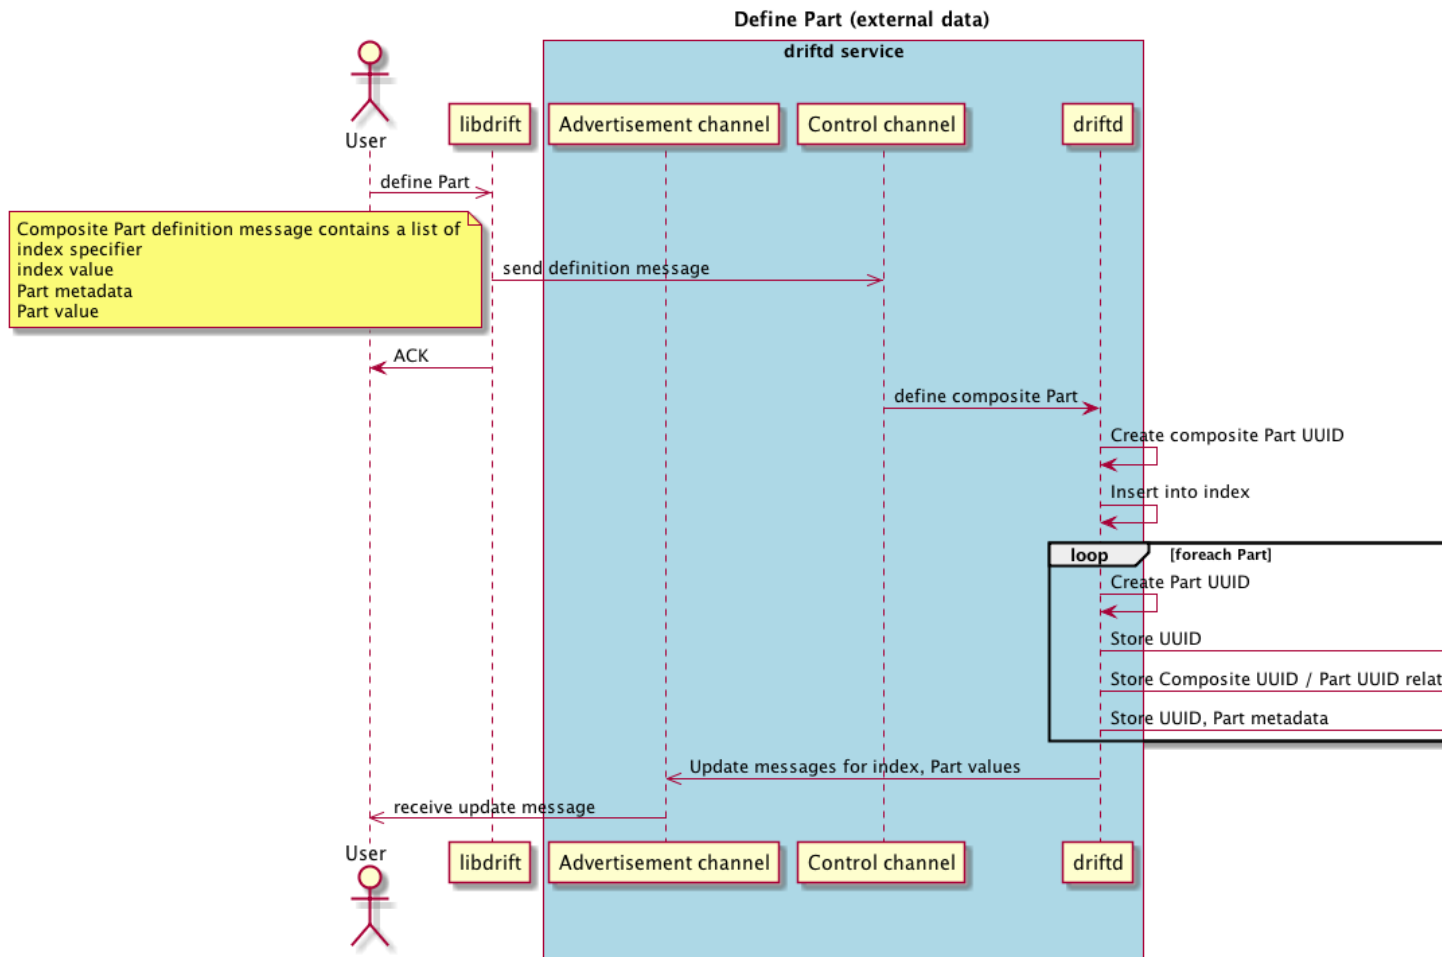 Define Part (external data)
driftd service
User
libdrift
Advertisement channel
Control channel
driftd
define Part
Composite Part definition message contains a list of
index specifier
index value
Part metadata
Part value
send definition message
ACK
define composite Part
Create composite Part UUID
Insert into index
loop
[foreach Part]
Create Part UUID
Store UUID
Store Composite UUID / Part UUID relat
Store UUID, Part metadata
Update messages for index, Part values
receive update message
User
libdrift
Advertisement channel
Control channel
driftd